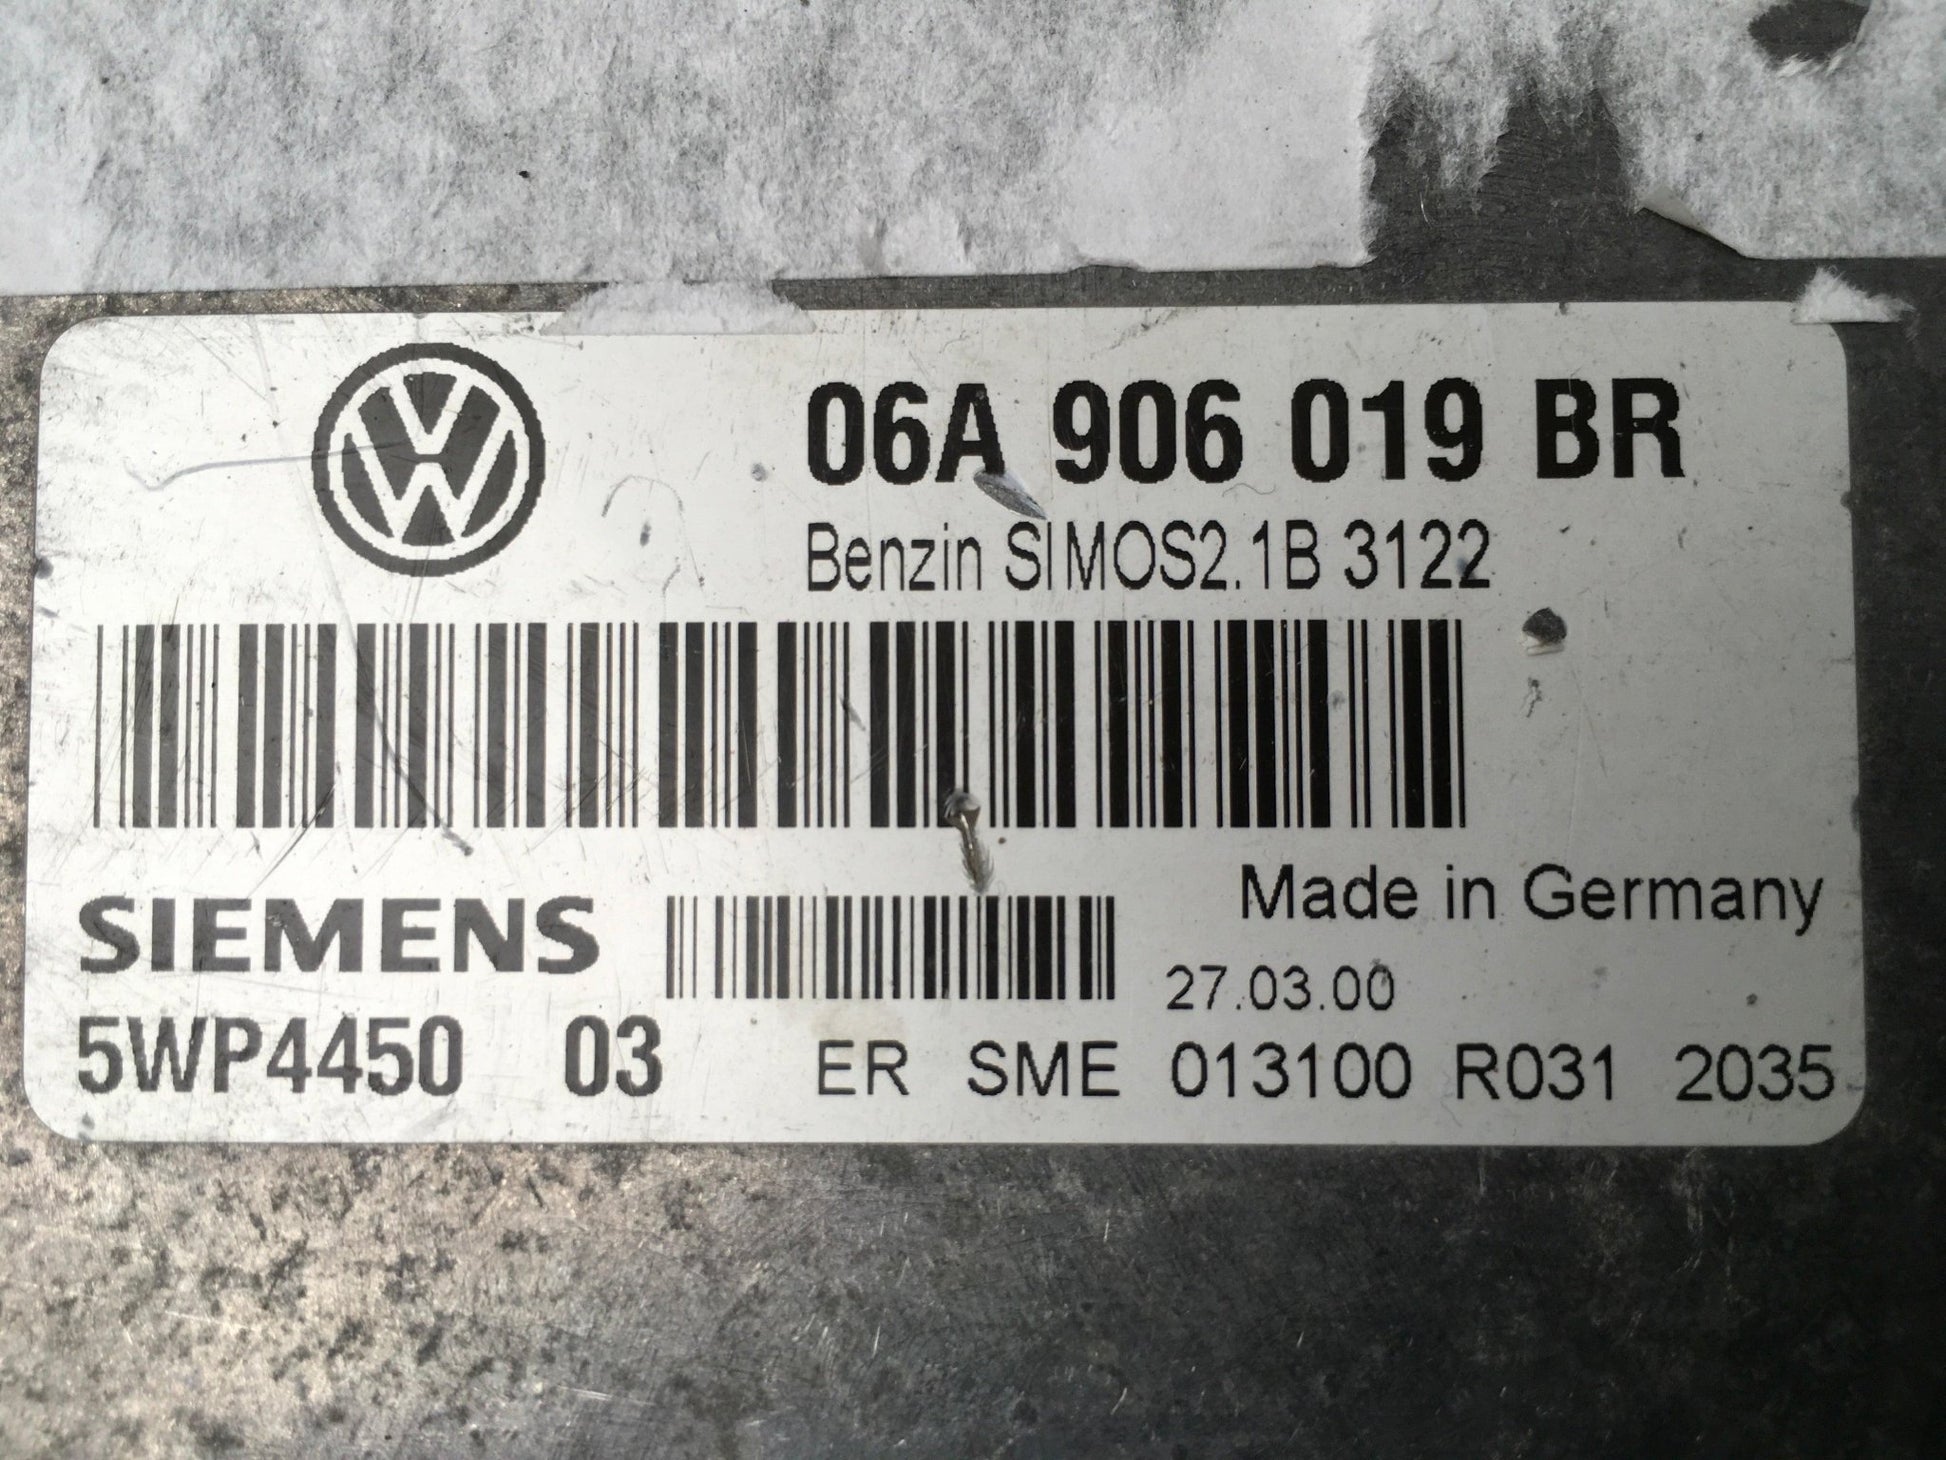 VW
06A 906 019 BR
Benzin SIMOS2.1B 3122
Made in Germany
SIEMENS
27.03.00
5WP4450 03 ER SME 013100 R031 2035